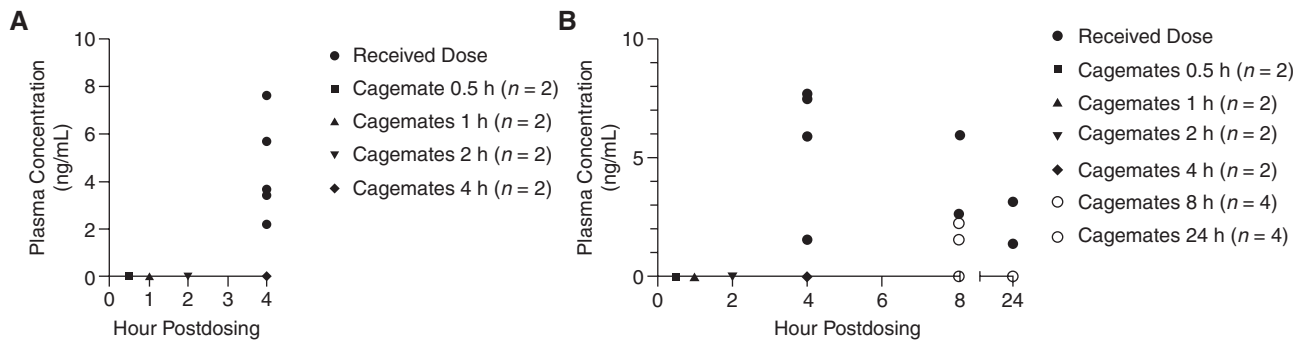 A
10
8
6
4
2
0
Plasma Concentration
(ng/mL)
0 1 2 3 4
Hour Postdosing
Received Dose
Cagemate 0.5 h (n = 2)
Cagemates 1 h (n = 2)
Cagemates 2 h (n = 2)
Cagemates 4 h (n = 2)
B
10
5
0
Plasma Concentration
(ng/mL)
0 2 4 6 8 24
Hour Postdosing
Received Dose
Cagemates 0.5 h (n = 2)
Cagemates 1 h (n = 2)
Cagemates 2 h (n = 2)
Cagemates 4 h (n = 2)
Cagemates 8 h (n = 4)
Cagemates 24 h (n = 4)